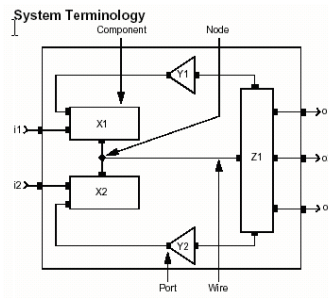 System Terminology
Component
Node
Y1
X1
i1
o
Z1
o
X2
i2
o
Y2
Port
Wire